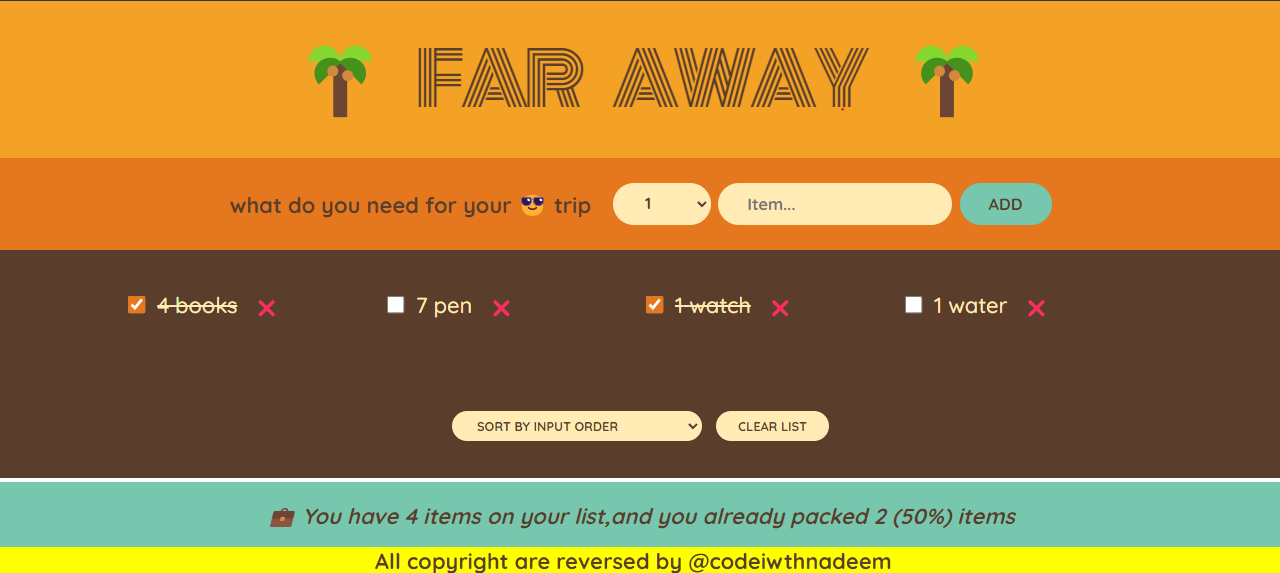 FAR AWAY
what do you need for your 😎 trip 1 Item... ADD
4 books ❌ 7 pen ❌ 1 watch ❌ 1 water ❌
SORT BY INPUT ORDER CLEAR LIST
You have 4 items on your list,and you already packed 2 (50%) items
All copyright are reversed by @codeiwthnadeem